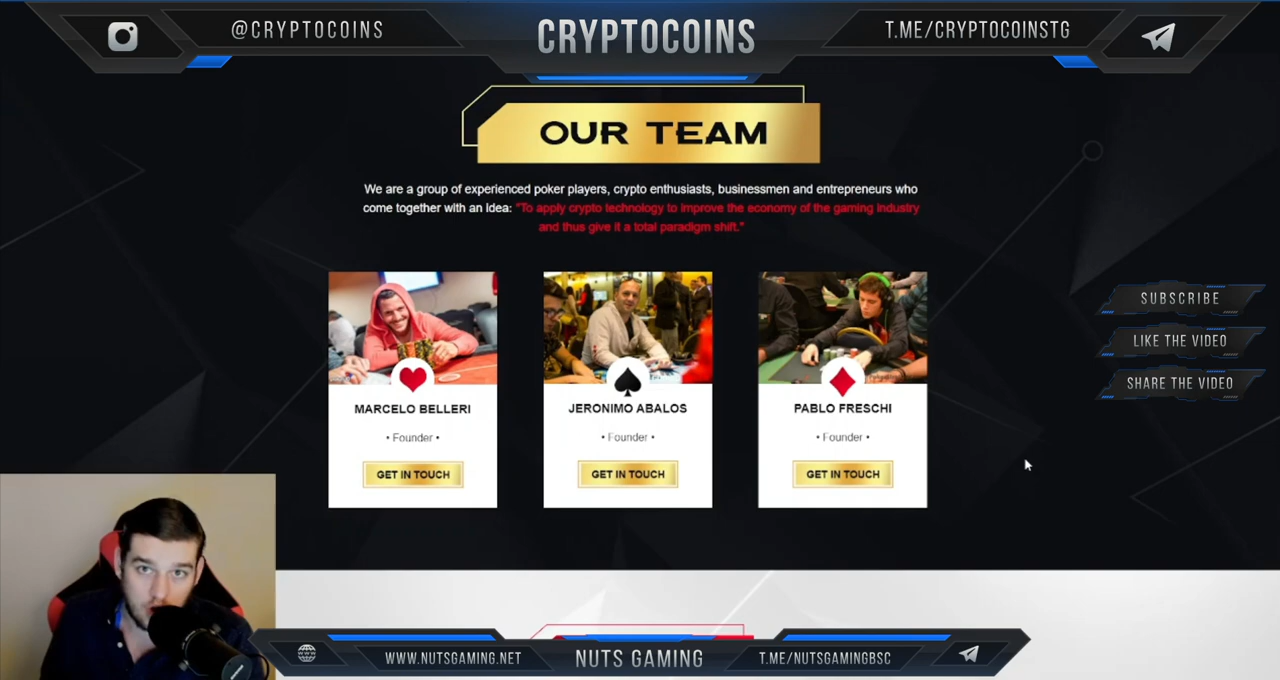 @CRYPTOCOINS
CRYPTOCOINS
T.ME/CRYPTOCOINSTG
OUR TEAM
We are a group of experienced poker players, crypto enthusiasts, businessmen and entrepreneurs who
come together with an idea: "To apply crypto technology to improve the economy of the gaming industry
and thus give it a total paradigm shift."
SUBSCRIBE
LIKE THE VIDEO
SHARE THE VIDEO
MARCELO BELLERI
• Founder •
GET IN TOUCH
JERONIMO ABALOS
• Founder •
GET IN TOUCH
PABLO FRESCHI
• Founder •
GET IN TOUCH
WWW.NUTSGAMING.NET
NUTS GAMING
T.ME/NUTSGAMINGBSC